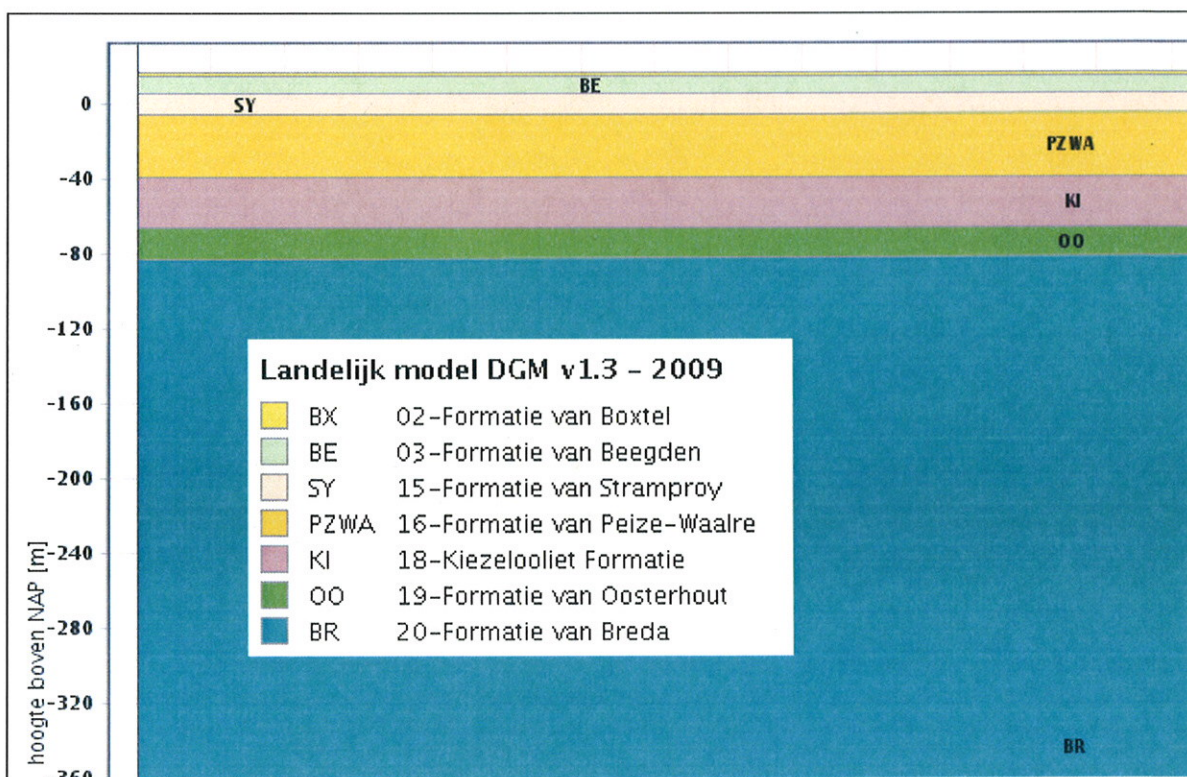 BE
0
SY
PZWA
-40
KI
OO
-80
-120
Landelijk model DGM v1.3 – 2009
-160
BX 02-Formatie van Boxtel
BE 03-Formatie van Beegden
-200
SY 15-Formatie van Stramproy
PZWA 16-Formatie van Peize-Waalre
-240
KI 18-Kiezelooliet Formatie
OO 19-Formatie van Oosterhout
-280
BR 20-Formatie van Breda
-320
hoogte boven NAP [m]
BR
-360